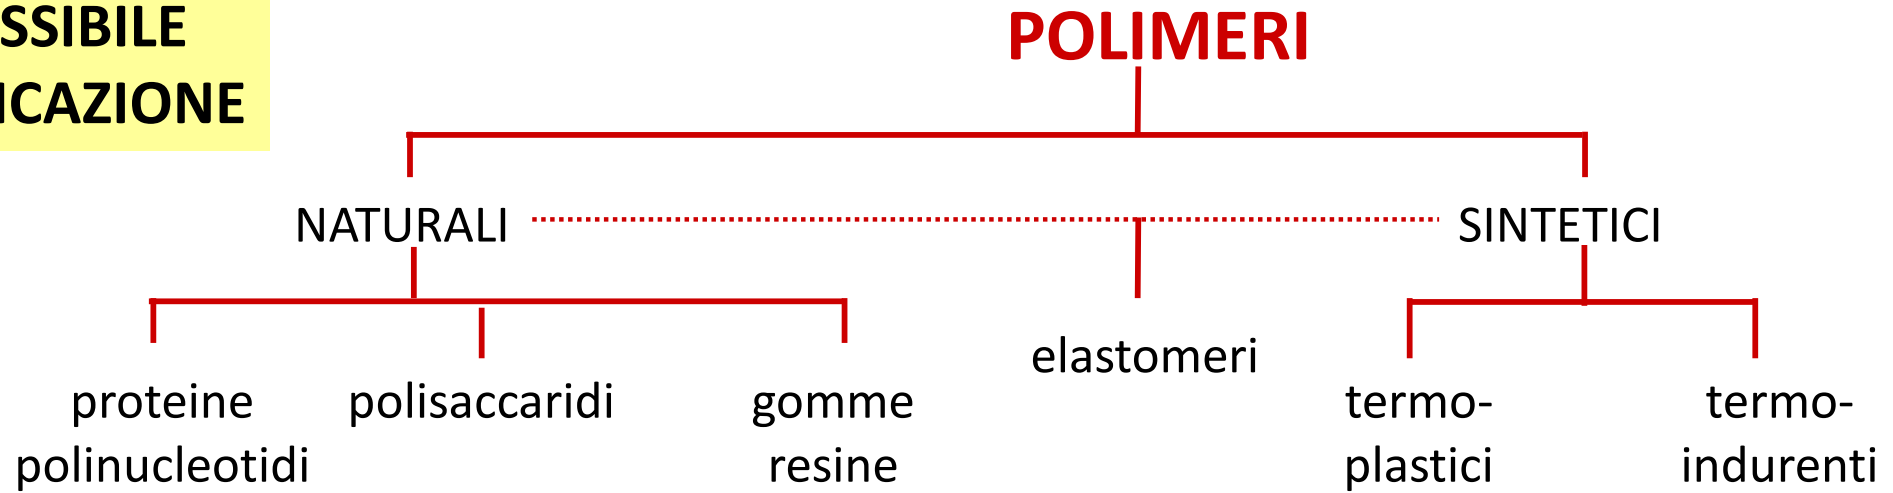 SSIBILE
ICAZIONE
POLIMERI
NATURALI
SINTETICI
elastomeri
proteine
polinucleotidi
polisaccaridi
gomme
resine
termo-
plastici
termo-
indurenti